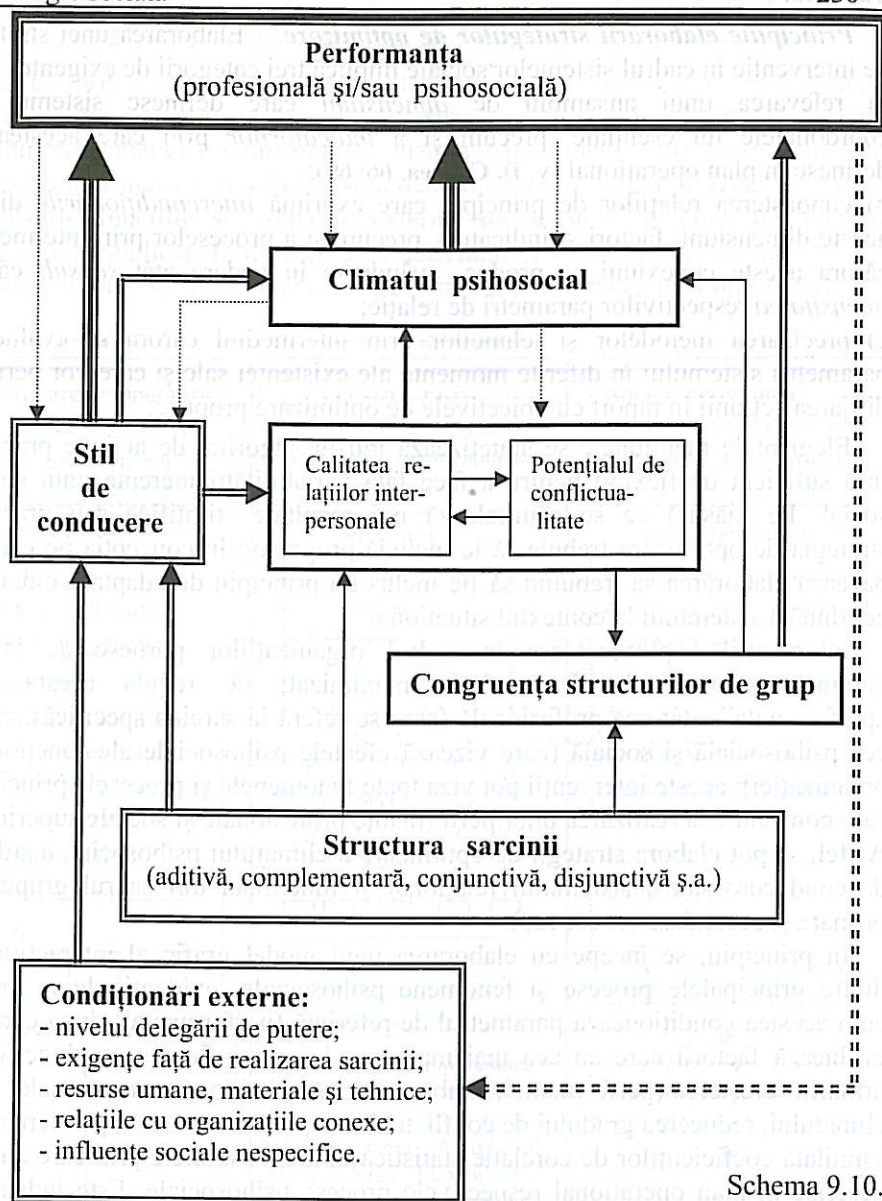 Performanța
(profesională și/sau psihosocială)
Climatul psihosocial
Stil
de
conducere
Calitatea re-
lațiilor inter-
personale
Potențialul de
conflictua-
litate
Congruența structurilor de grup
Structura sarcinii
(aditivă, complementară, conjunctivă, disjunctivă ș.a.)
Condiționări externe:
- nivelul delegării de putere;
- exigențe față de realizarea sarcinii;
- resurse umane, materiale și tehnice;
- relațiile cu organizațiile conexe;
- influențe sociale nespecifice.
Schema 9.10.